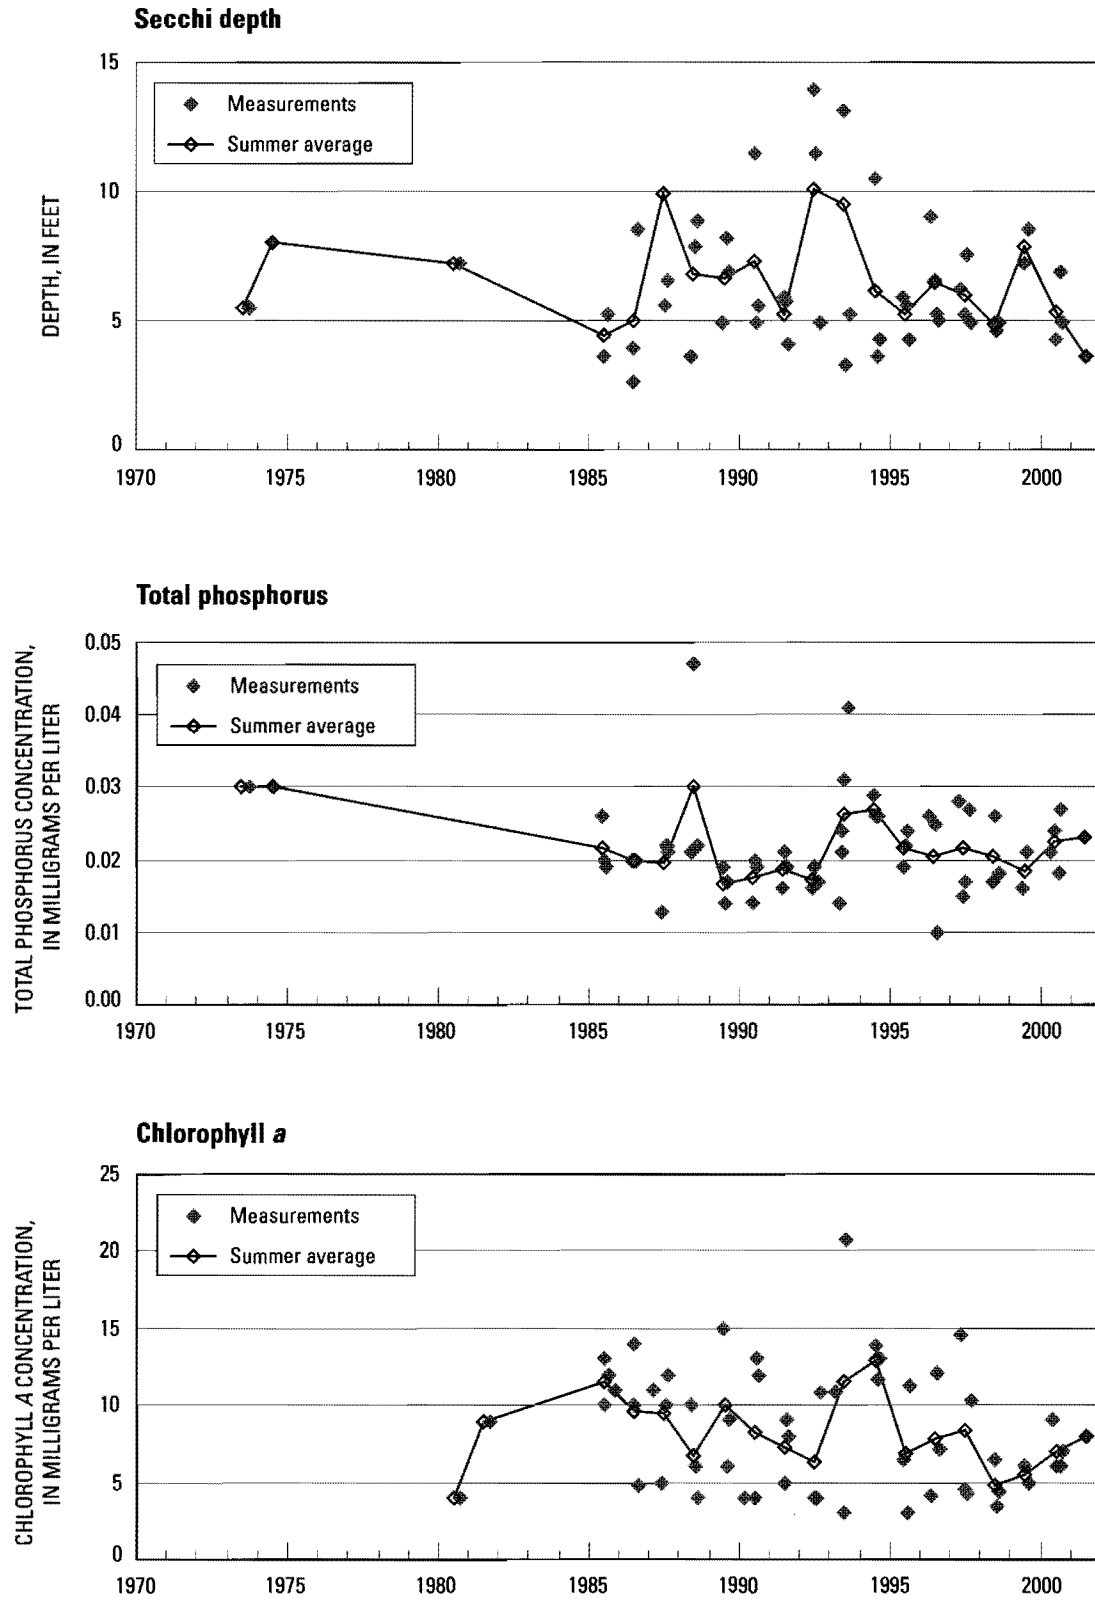 Secchi depth
15
10
5
0
DEPTH, IN FEET
Measurements
Summer average
1970 1975 1980 1985 1990 1995 2000
Total phosphorus
0.05
0.04
0.03
0.02
0.01
0.00
TOTAL PHOSPHORUS CONCENTRATION,
IN MILLIGRAMS PER LITER
Measurements
Summer average
1970 1975 1980 1985 1990 1995 2000
Chlorophyll a
25
20
15
10
5
0
CHLOROPHYLL A CONCENTRATION,
IN MILLIGRAMS PER LITER
Measurements
Summer average
1970 1975 1980 1985 1990 1995 2000